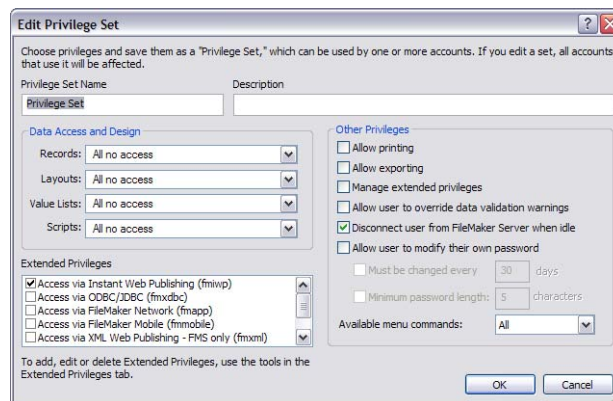 Edit Privilege Set
Choose privileges and save them as a "Privilege Set," which can be used by one or more accounts. If you edit a set, all accounts
that use it will be affected.
Privilege Set Name
Description
Privilege Set
Data Access and Design
Records: All no access
Layouts: All no access
Value Lists: All no access
Scripts: All no access
Extended Privileges
Access via Instant Web Publishing (fmiwp)
Access via ODBC/JDBC (fmxdbc)
Access via FileMaker Network (fmapp)
Access via FileMaker Mobile (fmmobile)
Access via XML Web Publishing - FMS only (fmxml)
To add, edit or delete Extended Privileges, use the tools in the
Extended Privileges tab.
Other Privileges
Allow printing
Allow exporting
Manage extended privileges
Allow user to override data validation warnings
Disconnect user from FileMaker Server when idle
Allow user to modify their own password
Must be changed every 30 days
Minimum password length: 5 characters
Available menu commands: All
OK
Cancel